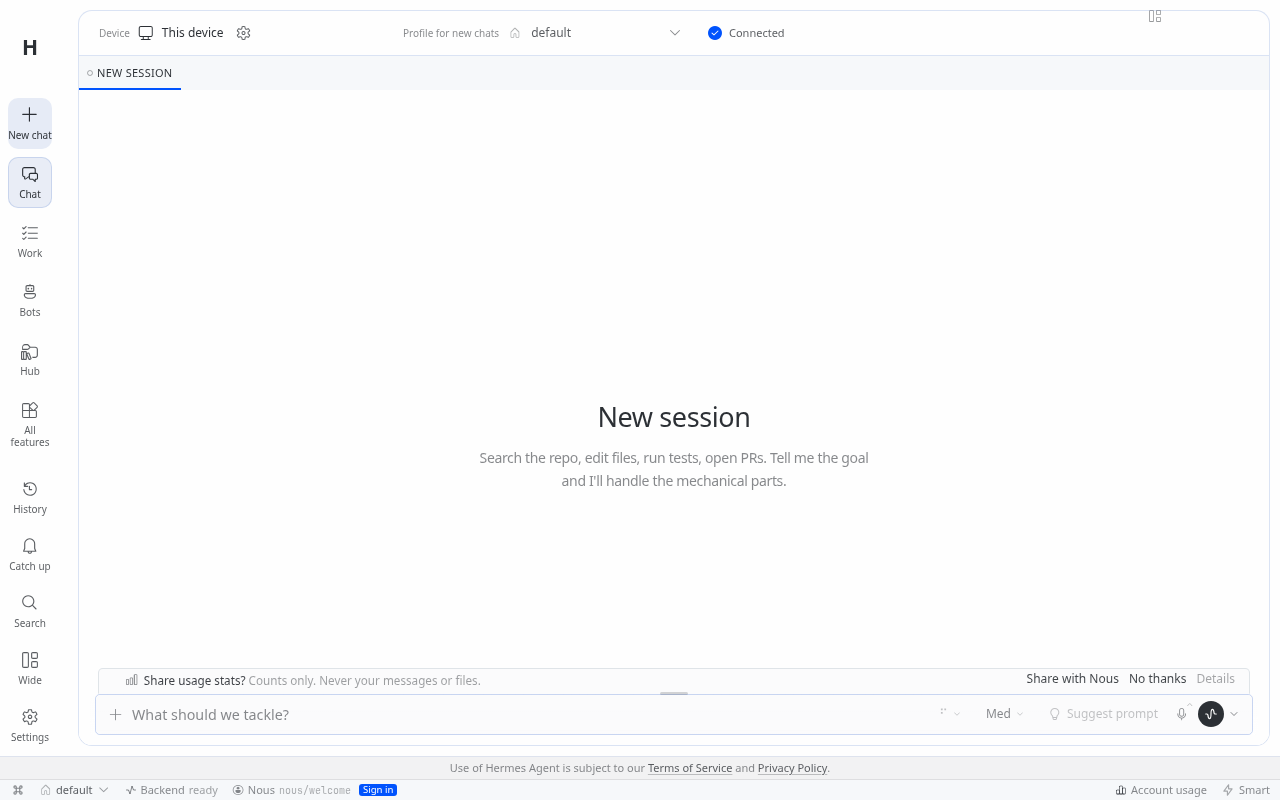 Device This device Profile for new chats default Connected
H
NEW SESSION
New chat
Chat
Work
Bots
Hub
All
features
History
Catch up
Search
Wide
Settings
New session
Search the repo, edit files, run tests, open PRs. Tell me the goal
and I'll handle the mechanical parts.
Share usage stats? Counts only. Never your messages or files. Share with Nous No thanks Details
What should we tackle? Med Suggest prompt
Use of Hermes Agent is subject to our Terms of Service and Privacy Policy.
default Backend ready Nous nous/welcome Sign in Account usage Smart